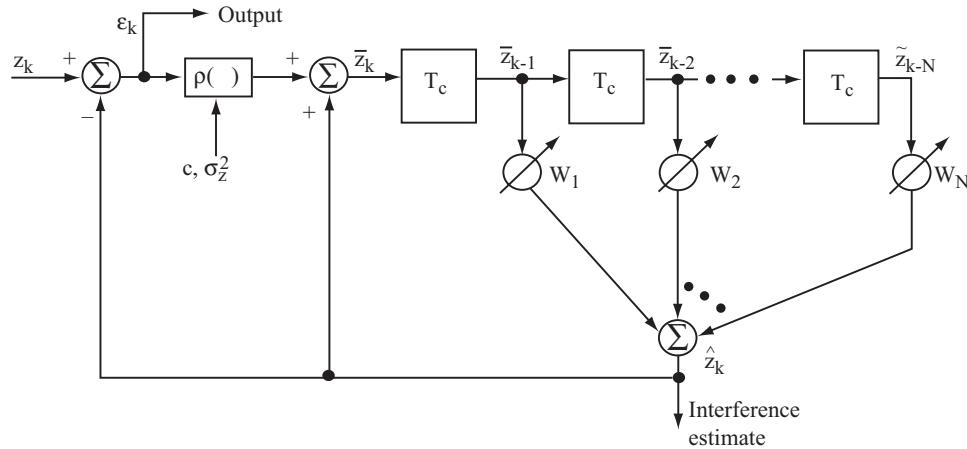 ε_k
Output
z_k
+
Σ
−
ρ( )
c, σ_z^2
+
+
Σ
z̄_k
T_c
z̄_{k-1}
T_c
z̄_{k-2}
T_c
z̃_{k-N}
W_1
W_2
W_N
Σ
ẑ_k
Interference
estimate